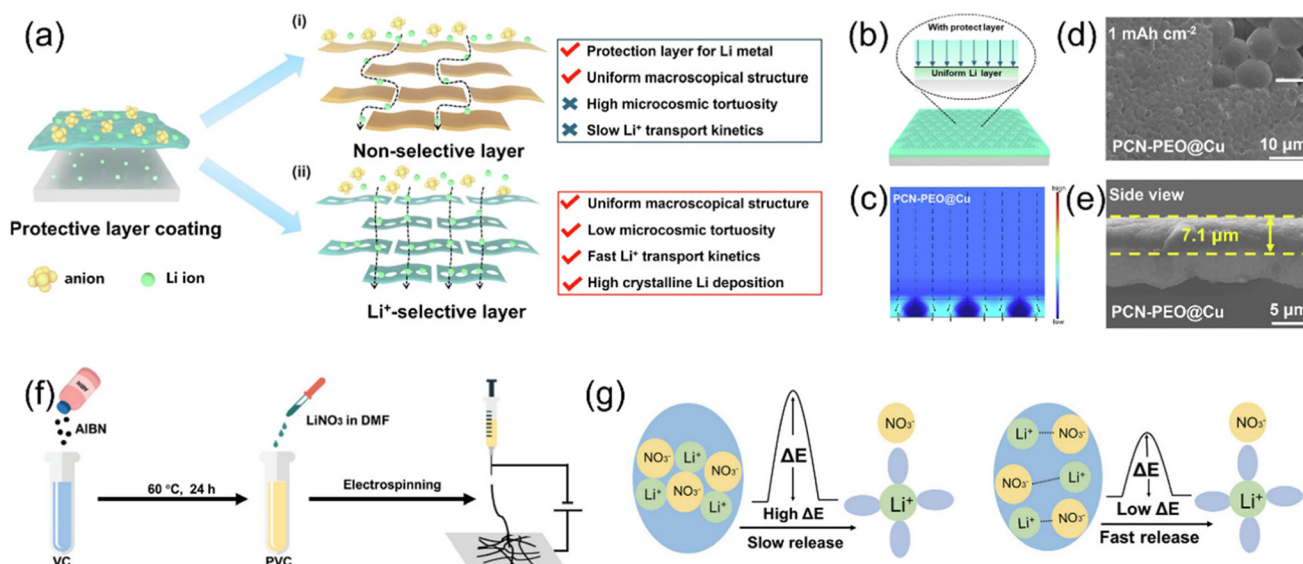 (a)
Protective layer coating
anion
Li ion
(i)
Non-selective layer
✓ Protection layer for Li metal
✓ Uniform macroscopical structure
✗ High microcosmic tortuosity
✗ Slow Li⁺ transport kinetics
(ii)
Li⁺-selective layer
✓ Uniform macroscopical structure
✓ Low microcosmic tortuosity
✓ Fast Li⁺ transport kinetics
✓ High crystalline Li deposition
(b)
With protect layer
Uniform Li layer
(c)
PCN-PEO@Cu
high
low
(d)
1 mAh cm⁻²
10 μm
PCN-PEO@Cu
(e)
Side view
7.1 μm
PCN-PEO@Cu
5 μm
(f)
AIBN
VC
60 °C, 24 h
LiNO₃ in DMF
PVC
Electrospinning
(g)
NO₃⁻
Li⁺
NO₃⁻
Li⁺
NO₃⁻
Li⁺
ΔE
High ΔE
Slow release
NO₃⁻
Li⁺
Li⁺
NO₃⁻
NO₃⁻
Li⁺
Li⁺
NO₃⁻
ΔE
Low ΔE
Fast release
NO₃⁻
Li⁺